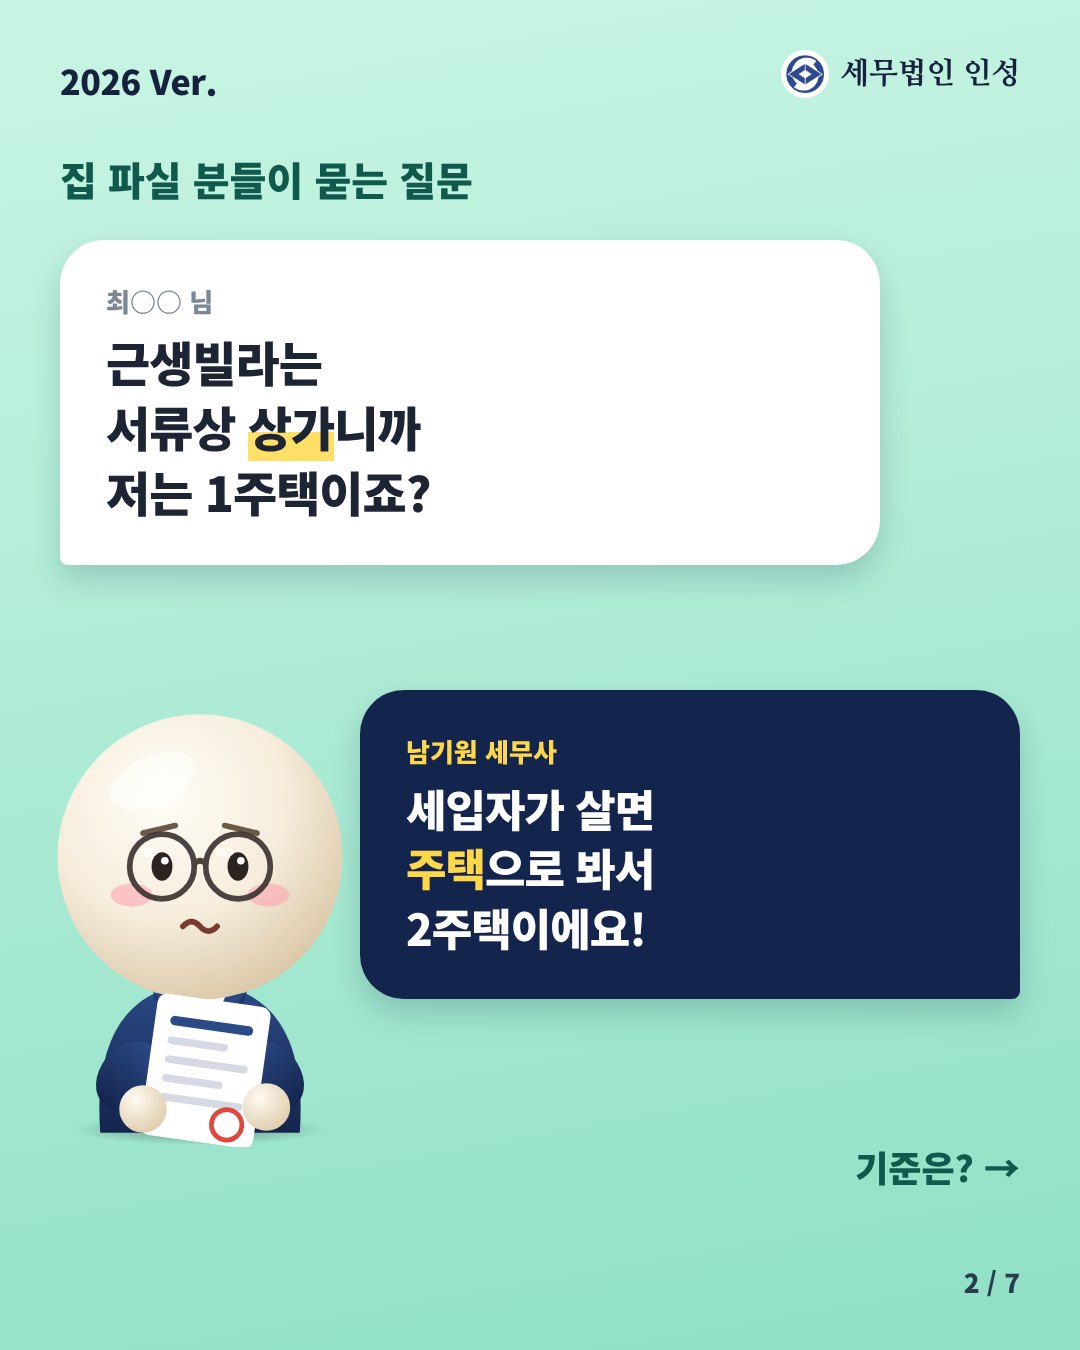 2026 Ver.
세무법인 인성
집 파실 분들이 묻는 질문
최○○ 님
근생빌라는
서류상 상가니까
저는 1주택이죠?
남기원 세무사
세입자가 살면
주택으로 봐서
2주택이에요!
기준은? →
2 / 7